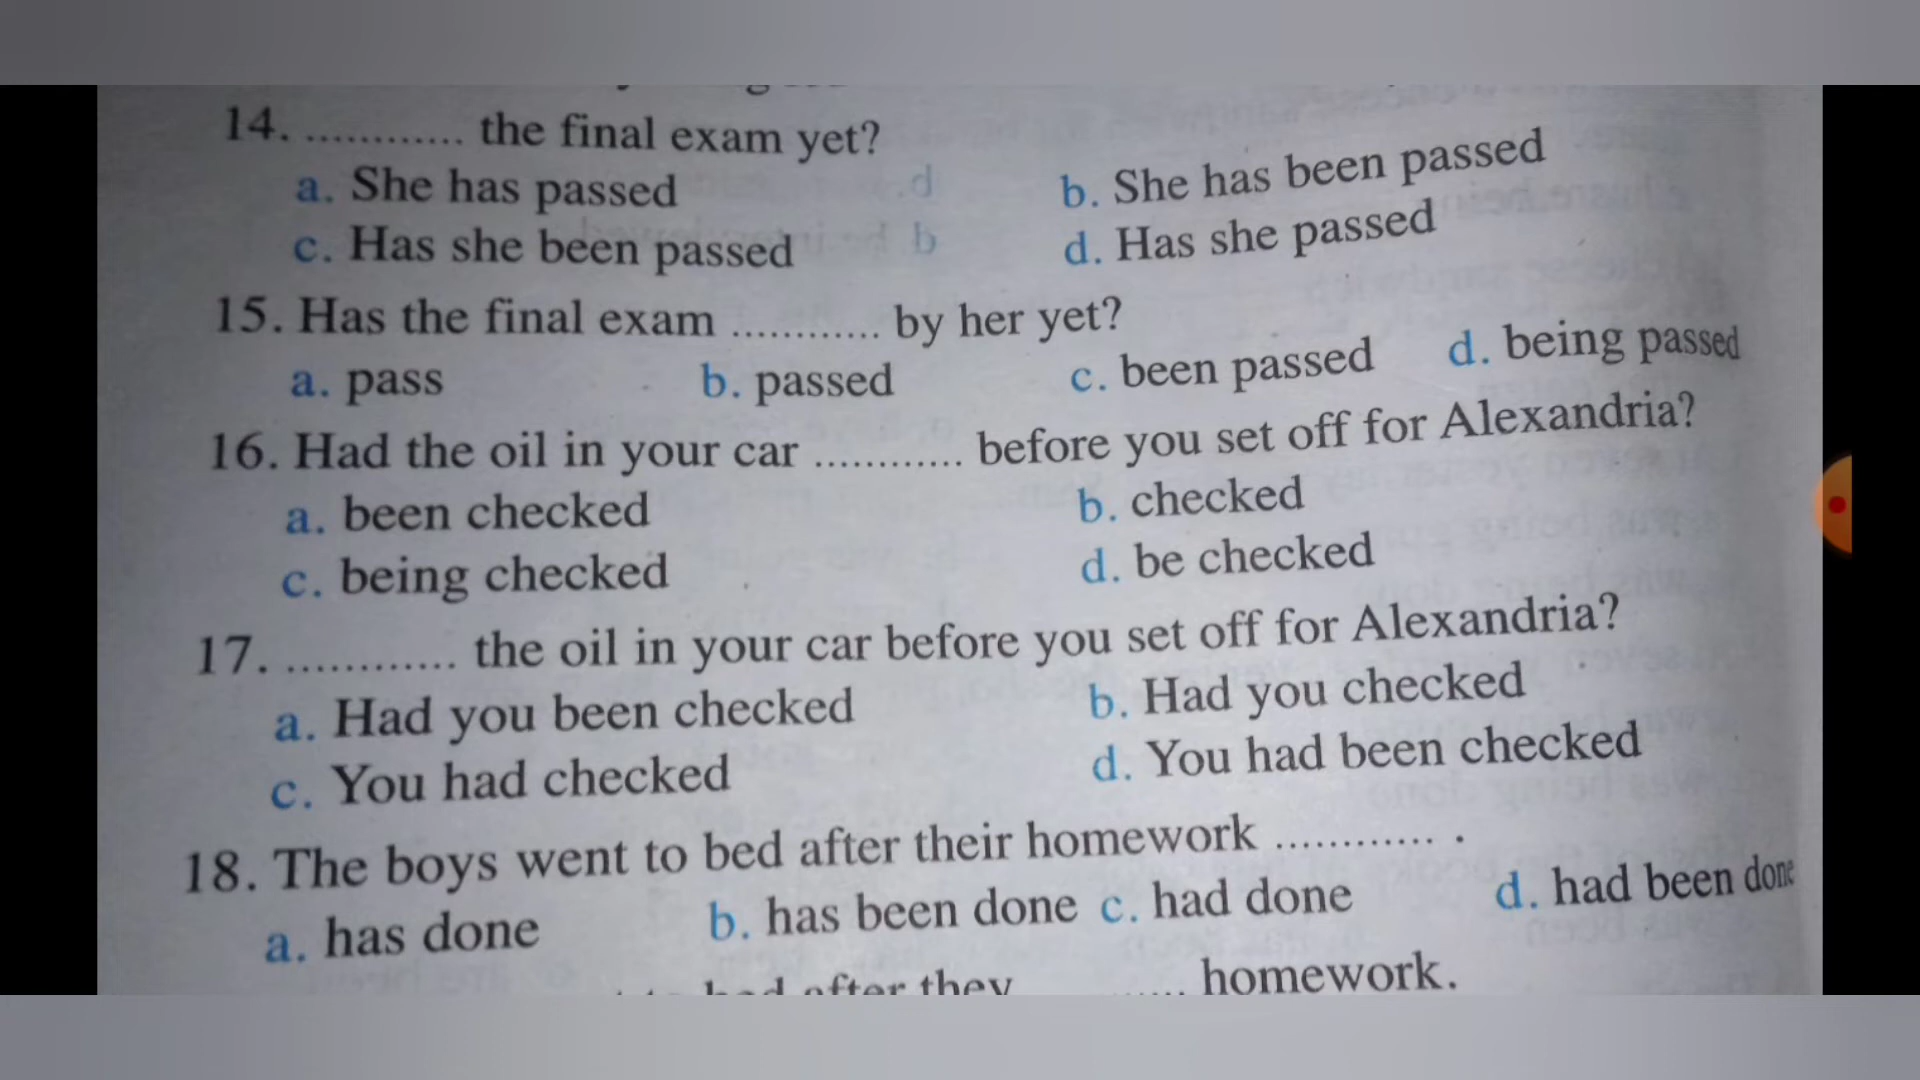 14. ............ the final exam yet?
a. She has passed
b. She has been passed
c. Has she been passed
d. Has she passed
15. Has the final exam ............ by her yet?
a. pass b. passed c. been passed d. being passed
16. Had the oil in your car ............ before you set off for Alexandria?
a. been checked
b. checked
c. being checked
d. be checked
17. ............ the oil in your car before you set off for Alexandria?
a. Had you been checked
b. Had you checked
c. You had checked
d. You had been checked
18. The boys went to bed after their homework ............ .
a. has done b. has been done c. had done d. had been done
after they ...... homework.